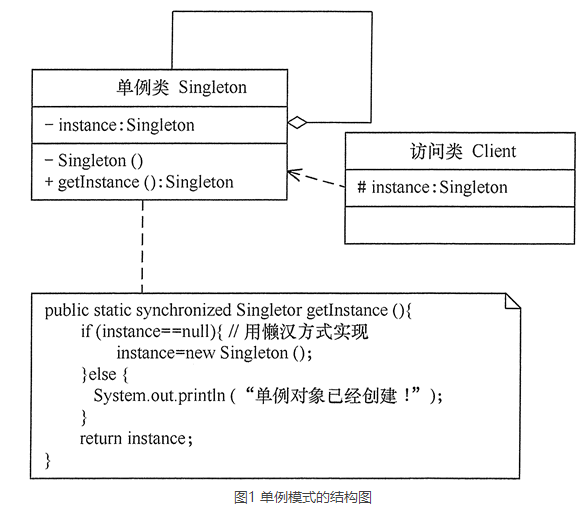 单例类 Singleton
- instance:Singleton
- Singleton ()
+ getInstance ():Singleton
访问类 Client
# instance:Singleton
public static synchronized Singletor getInstance (){
if (instance==null){ // 用懒汉方式实现
instance=new Singleton ();
}else {
System.out.println (“单例对象已经创建！”);
}
return instance;
}
图1 单例模式的结构图